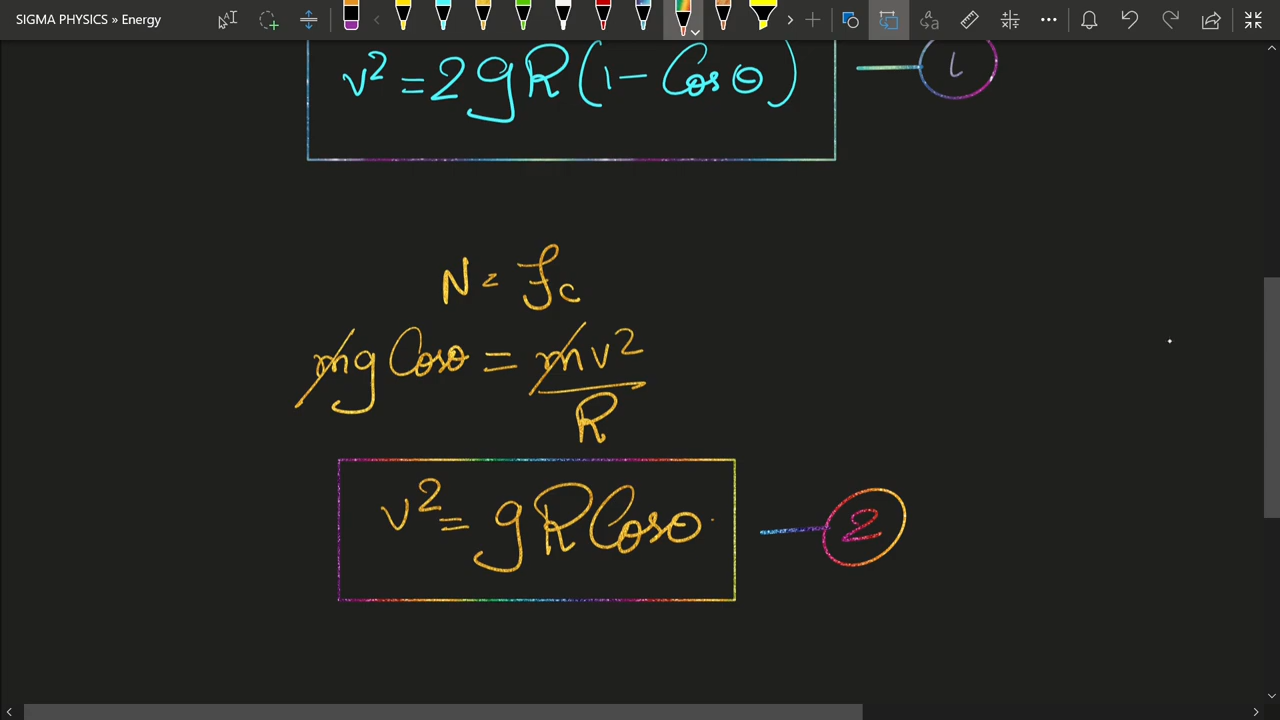 SIGMA PHYSICS » Energy
v² = 2gR(1 - Cosθ) — 1
N = Fc
mg Cosθ = mv²/R
v² = gR Cosθ — 2